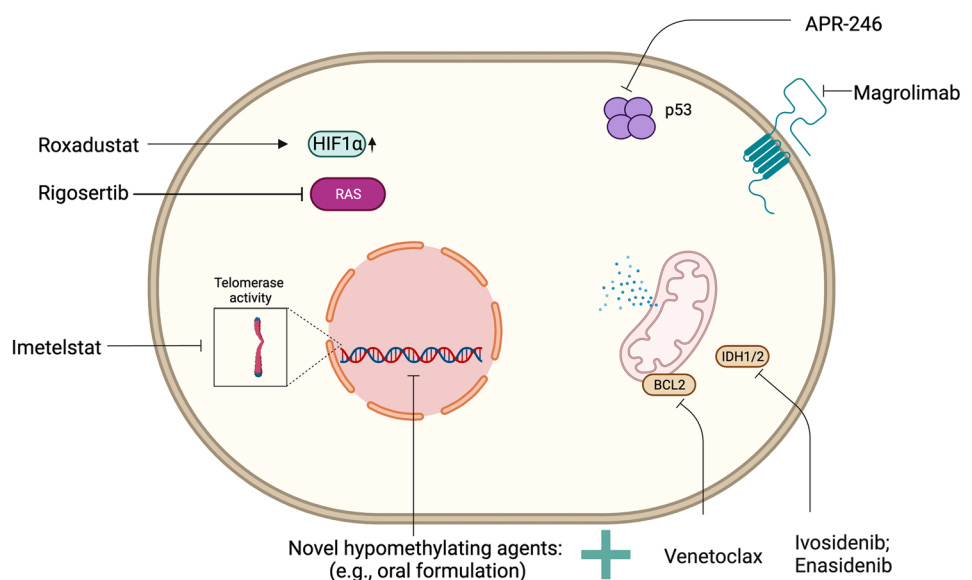 APR-246
p53
Magrolimab
Roxadustat
HIF1α
Rigosertib
RAS
Telomerase
activity
Imetelstat
IDH1/2
BCL2
Novel hypomethylating agents:
(e.g., oral formulation)
Venetoclax
Ivosidenib;
Enasidenib